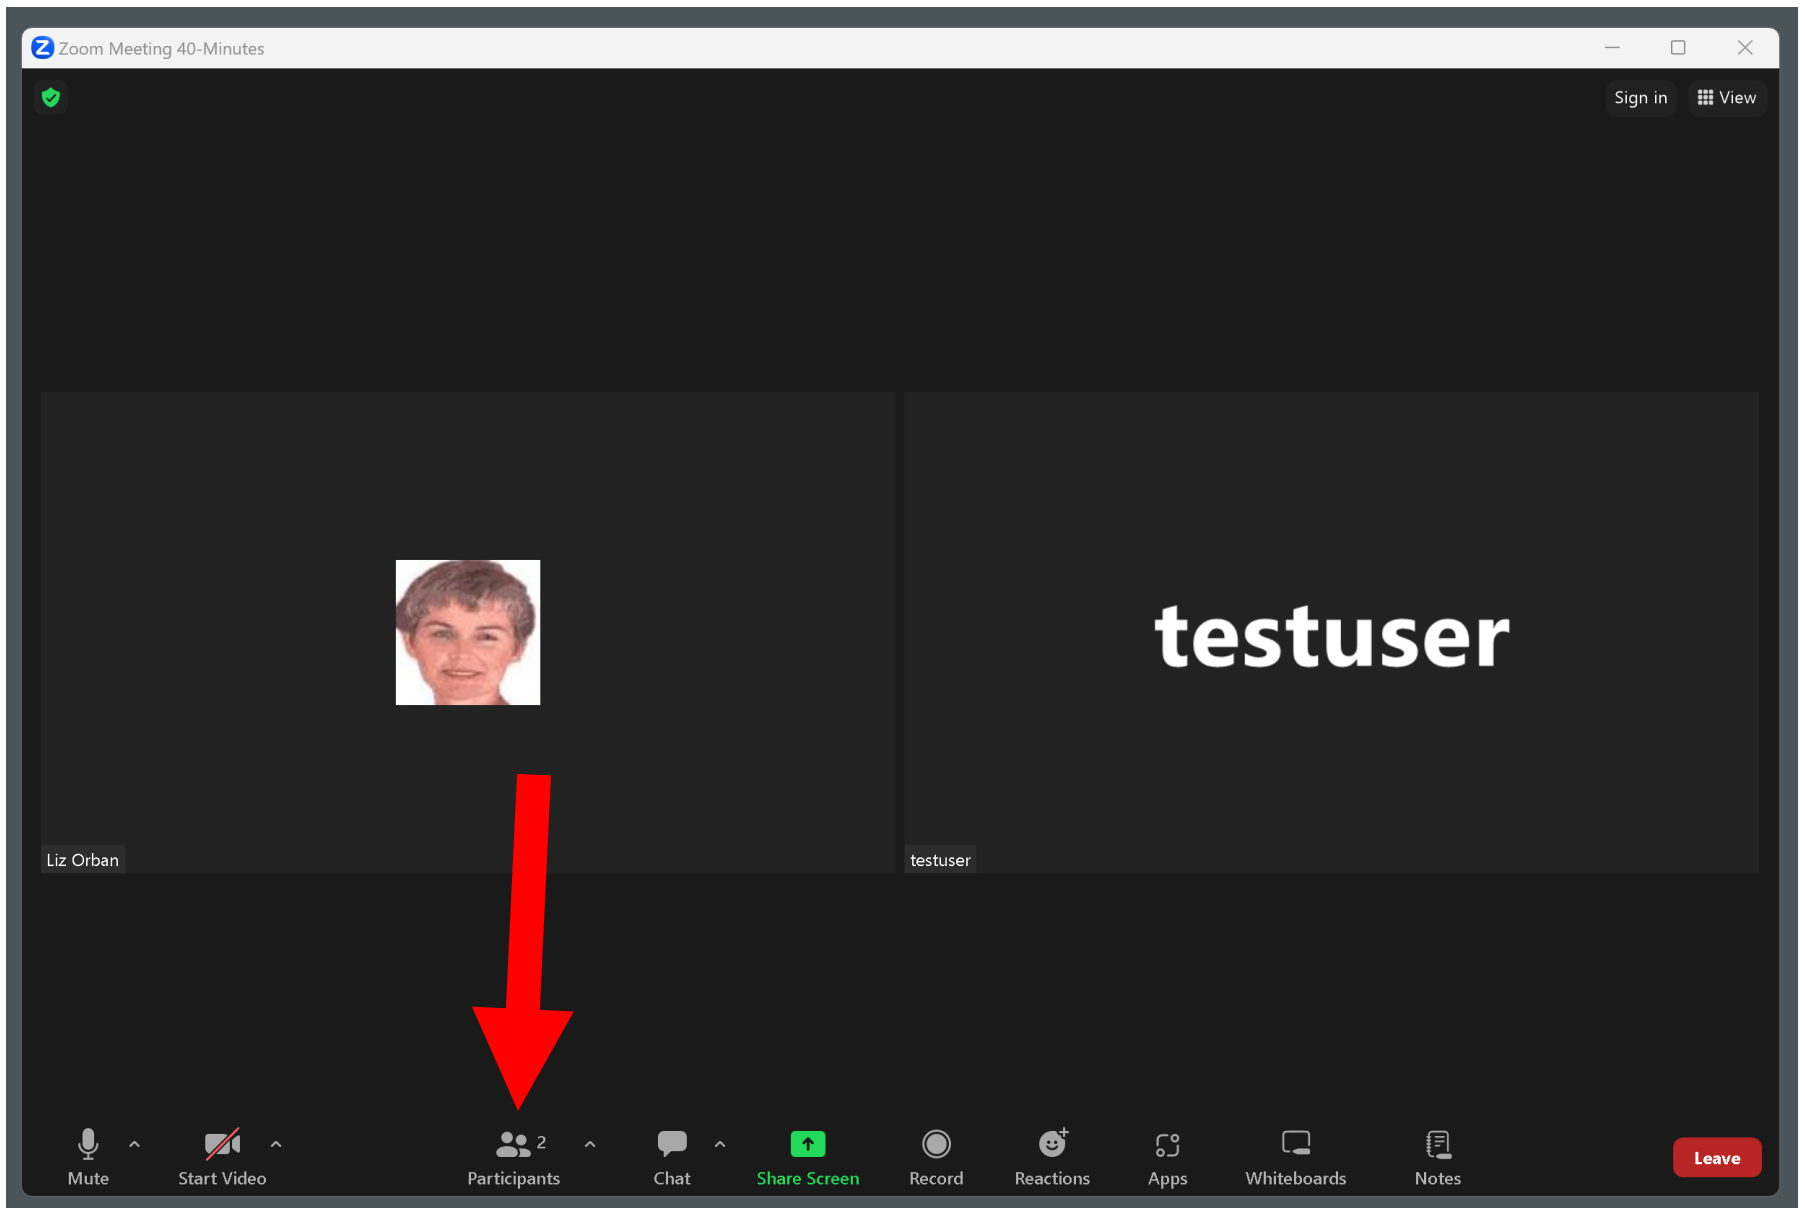 Zoom Meeting 40-Minutes
Sign in
View
testuser
Liz Orban
testuser
2
Mute
Start Video
Participants
Chat
Share Screen
Record
Reactions
Apps
Whiteboards
Notes
Leave